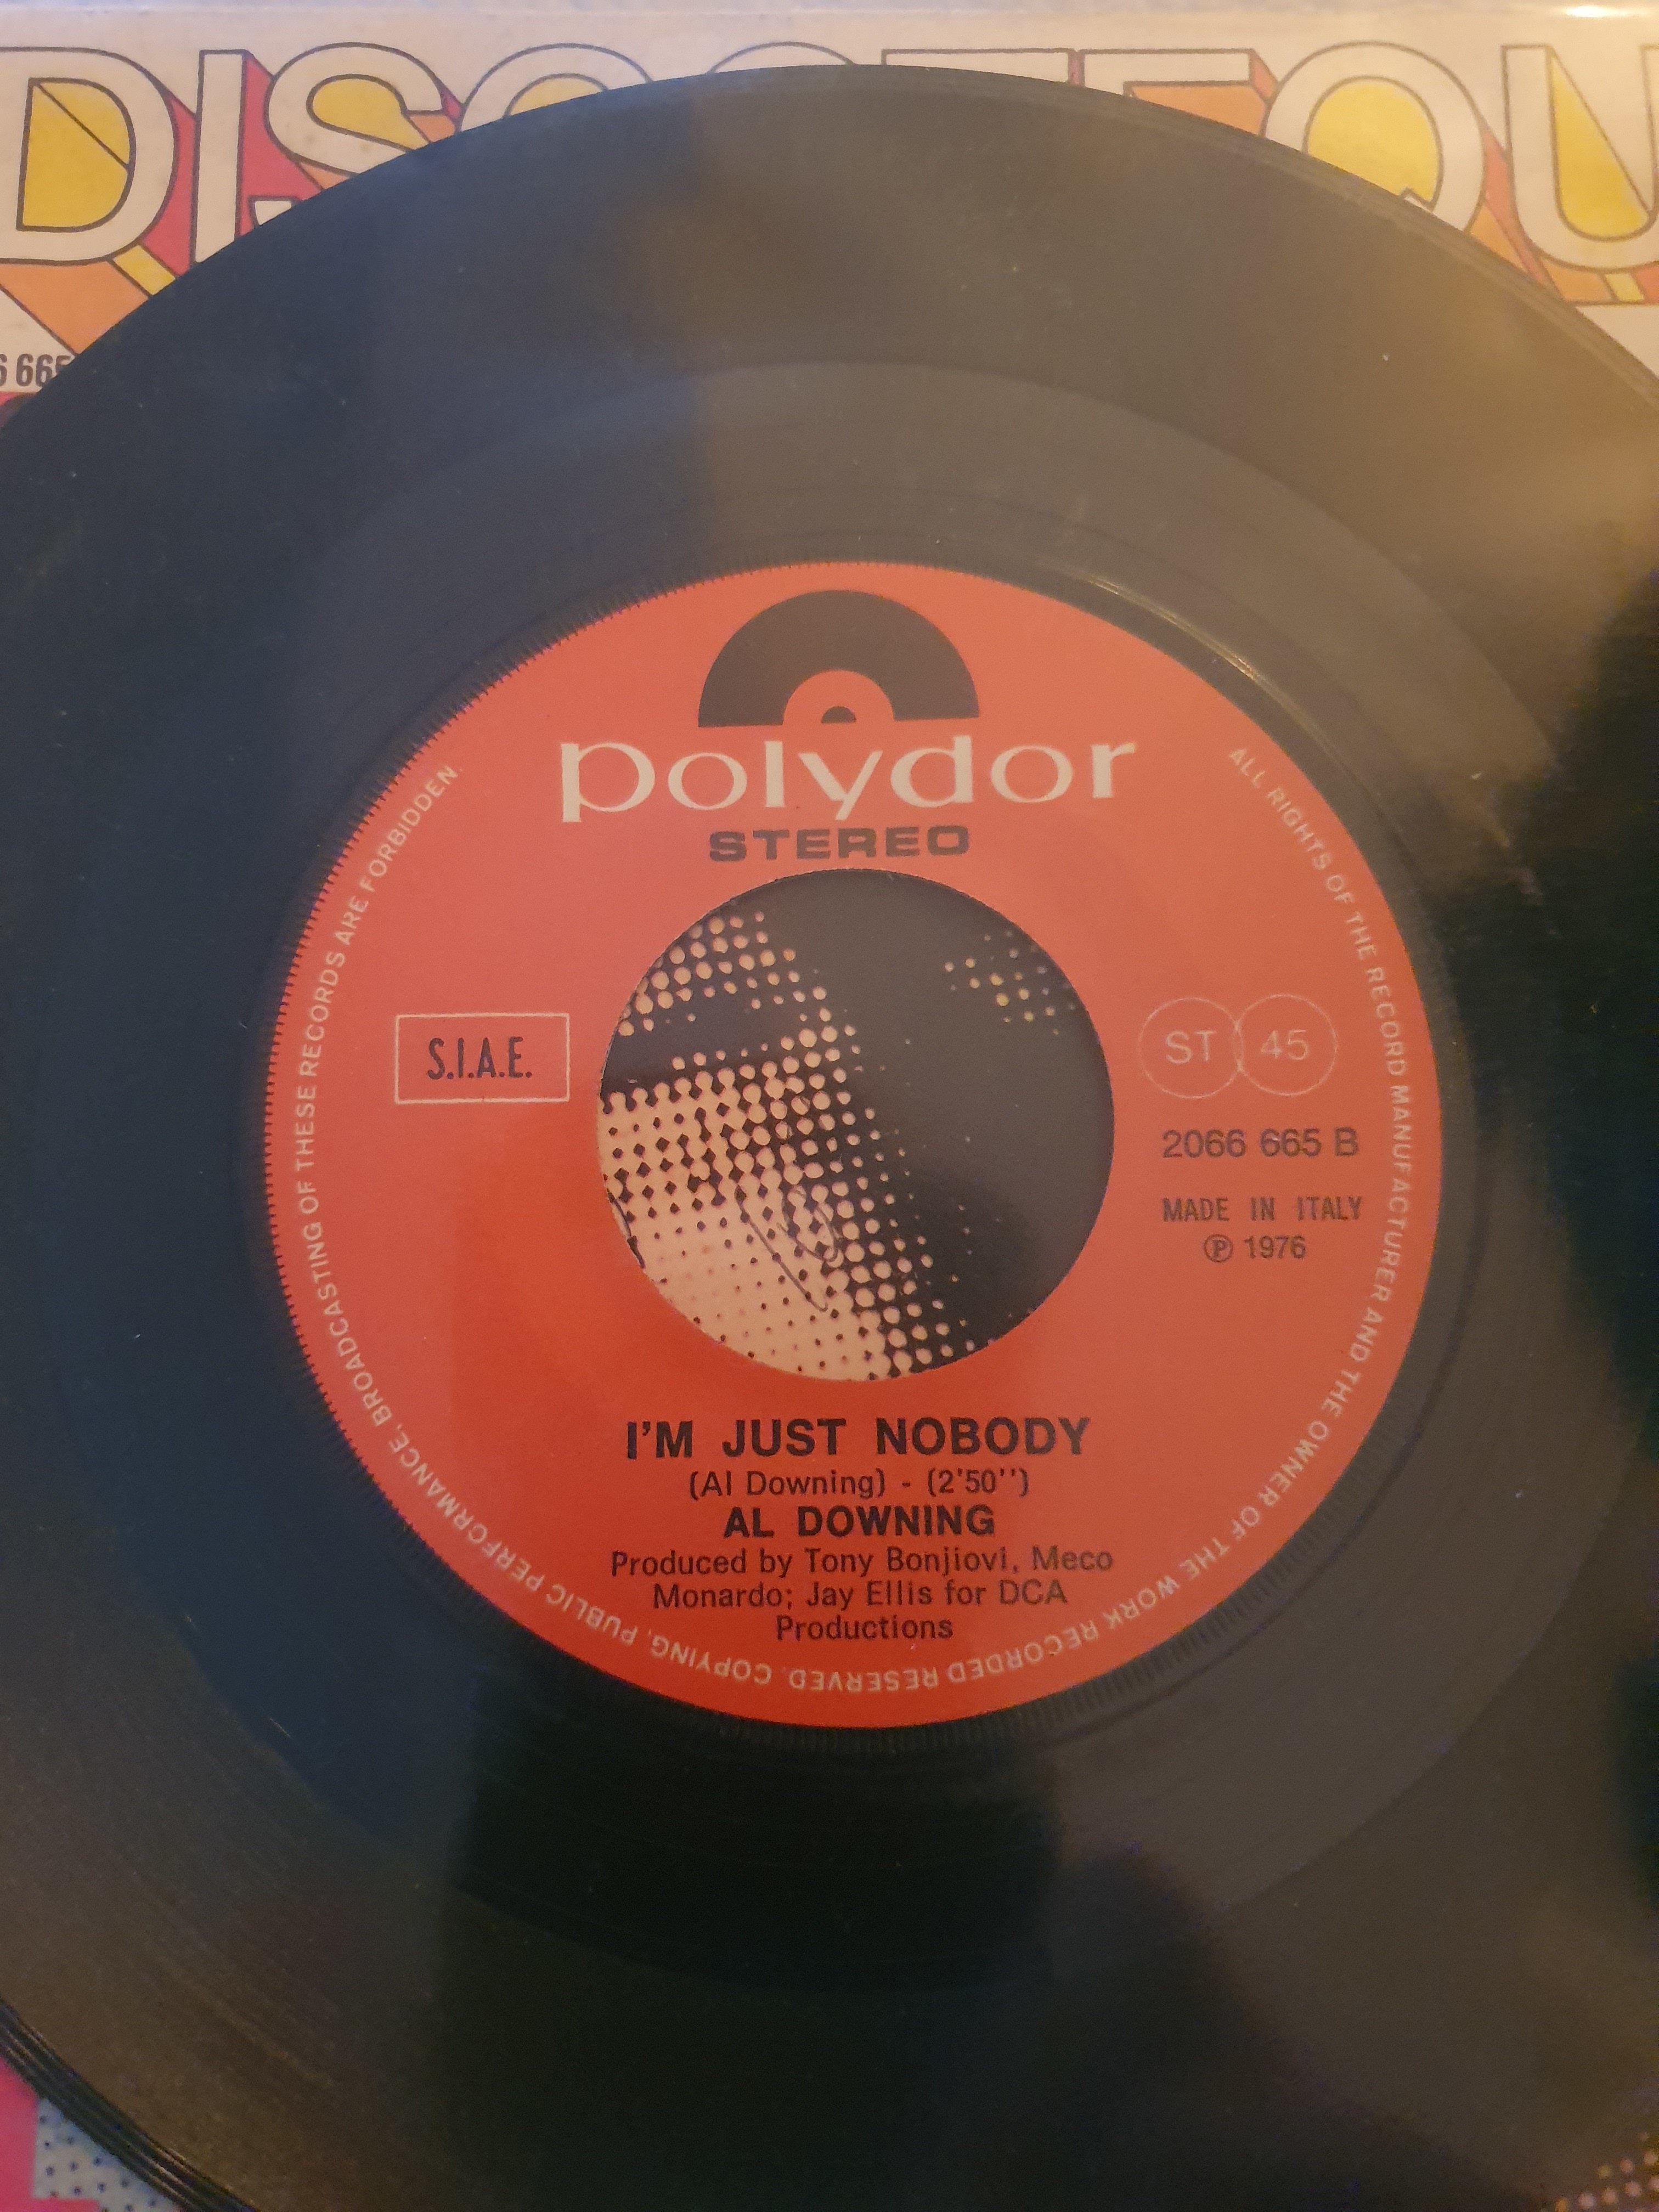 DISCOTEQU
6 665
polydor
STEREO
ALL RIGHTS OF THE RECORD MANUFACTURER AND THE OWNER OF THE WORK RECORDED RESERVED. COPYING, PUBLIC PERFORMANCE, BROADCASTING OF THESE RECORDS ARE FORBIDDEN.
S.I.A.E.
ST 45
2066 665 B
MADE IN ITALY
℗ 1976
I'M JUST NOBODY
(Al Downing) - (2'50'')
AL DOWNING
Produced by Tony Bonjiovi, Meco
Monardo; Jay Ellis for DCA
Productions